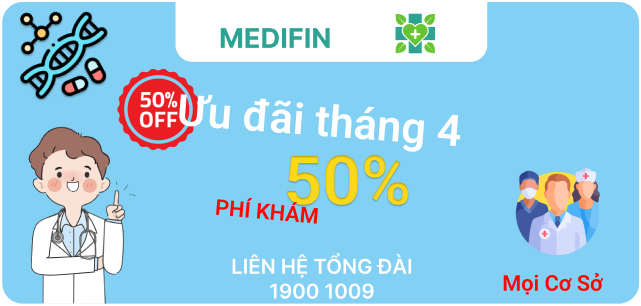 MEDIFIN
50%
OFF
Ưu đãi tháng 4
50%
PHÍ KHÁM
LIÊN HỆ TỔNG ĐÀI
1900 1009
Mọi Cơ Sở